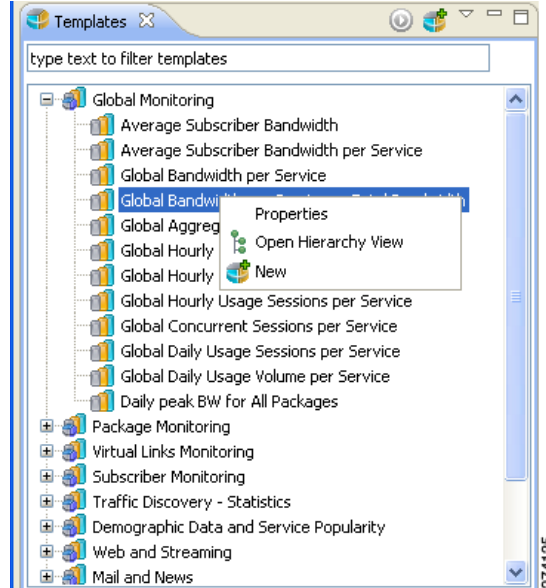 Templates
type text to filter templates
Global Monitoring
Average Subscriber Bandwidth
Average Subscriber Bandwidth per Service
Global Bandwidth per Service
Global
Properties
Global
Open Hierarchy View
Global Hourly
New
Global Hourly
Global Hourly Usage Sessions per Service
Global Concurrent Sessions per Service
Global Daily Usage Sessions per Service
Global Daily Usage Volume per Service
Daily peak BW for All Packages
Package Monitoring
Virtual Links Monitoring
Subscriber Monitoring
Traffic Discovery - Statistics
Demographic Data and Service Popularity
Web and Streaming
Mail and News